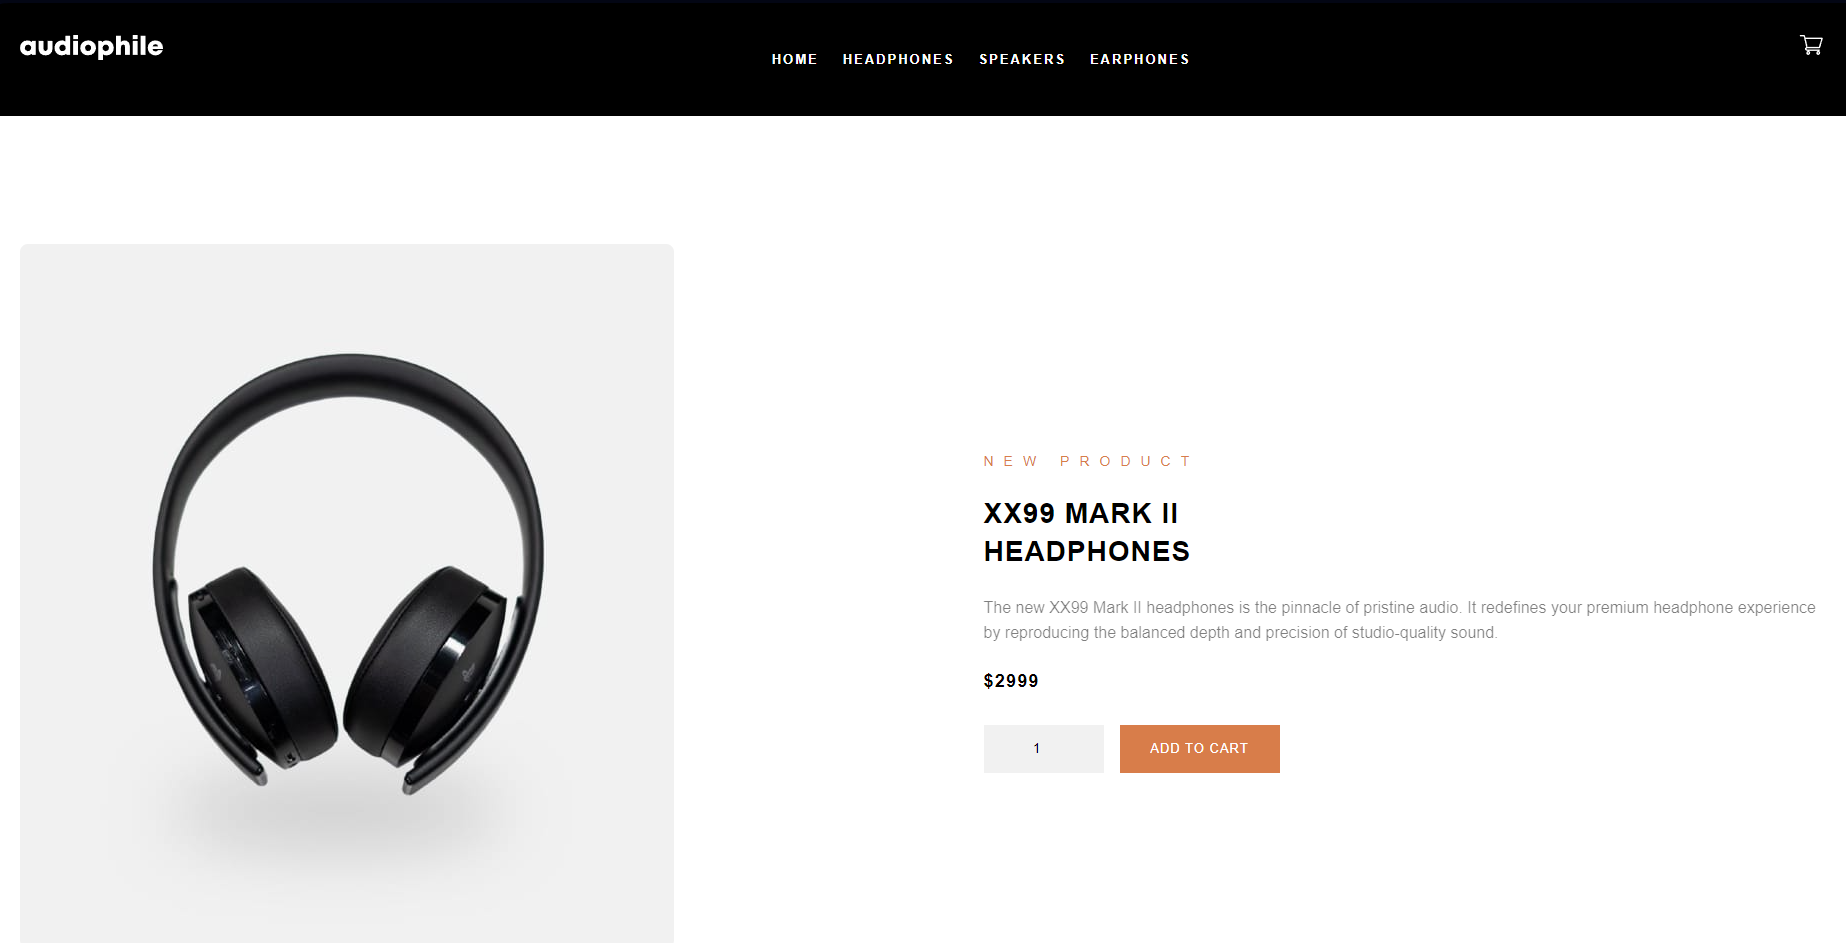 audiophile
HOME HEADPHONES SPEAKERS EARPHONES
NEW PRODUCT
XX99 MARK II
HEADPHONES
The new XX99 Mark II headphones is the pinnacle of pristine audio. It redefines your premium headphone experience
by reproducing the balanced depth and precision of studio-quality sound.
$2999
1
ADD TO CART